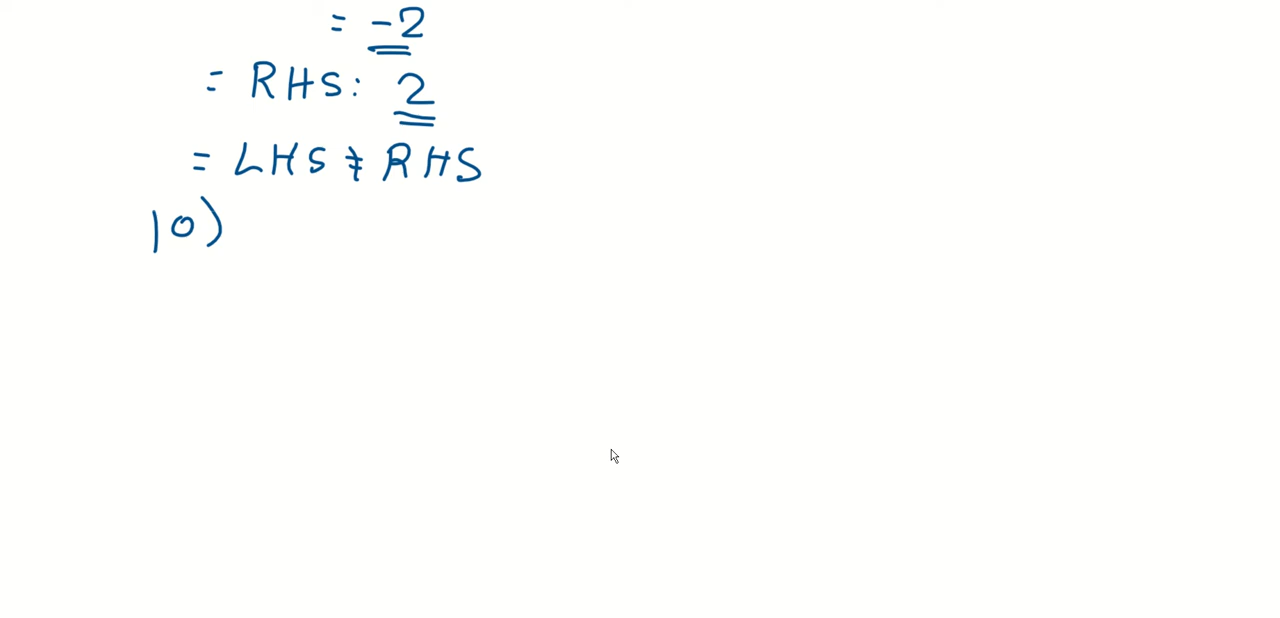 = -2
= RHS: 2
= LHS ≠ RHS
10)